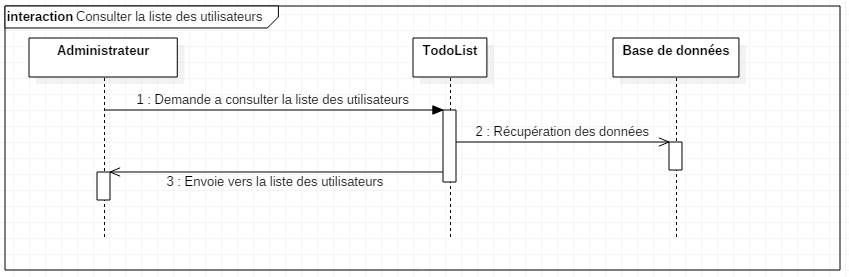 interaction Consulter la liste des utilisateurs
Administrateur
TodoList
Base de données
1 : Demande a consulter la liste des utilisateurs
2 : Récupération des données
3 : Envoie vers la liste des utilisateurs